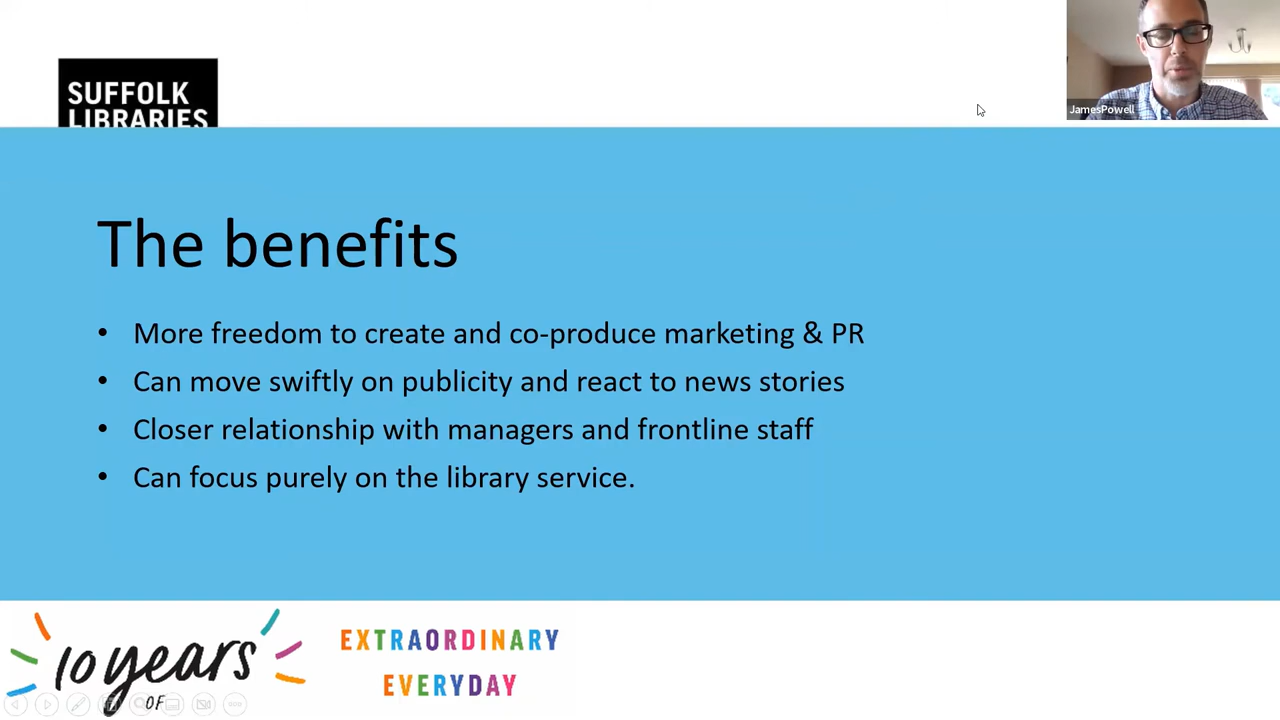 SUFFOLK
LIBRARIES
JamesPowell
The benefits
• More freedom to create and co-produce marketing & PR
• Can move swiftly on publicity and react to news stories
• Closer relationship with managers and frontline staff
• Can focus purely on the library service.
10 years
OF
EXTRAORDINARY
EVERYDAY